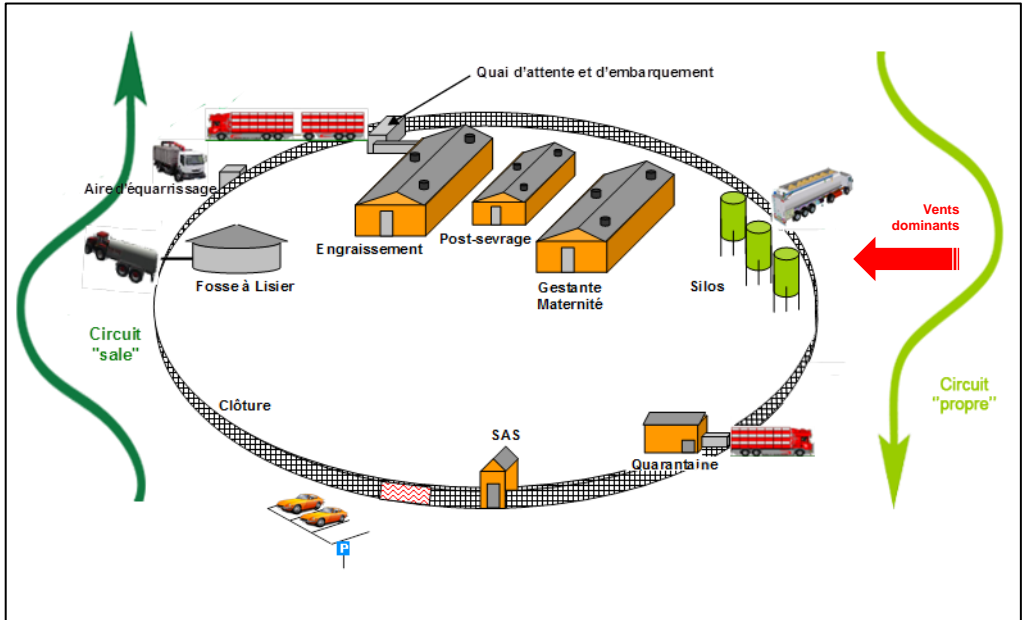 Quai d'attente et d'embarquement
Aire d'équarrissage
Engraissement
Post-sevrage
Gestante
Maternité
Silos
Vents
dominants
Fosse à Lisier
Circuit
"sale"
Circuit
"propre"
Clôture
SAS
Quarantaine
P